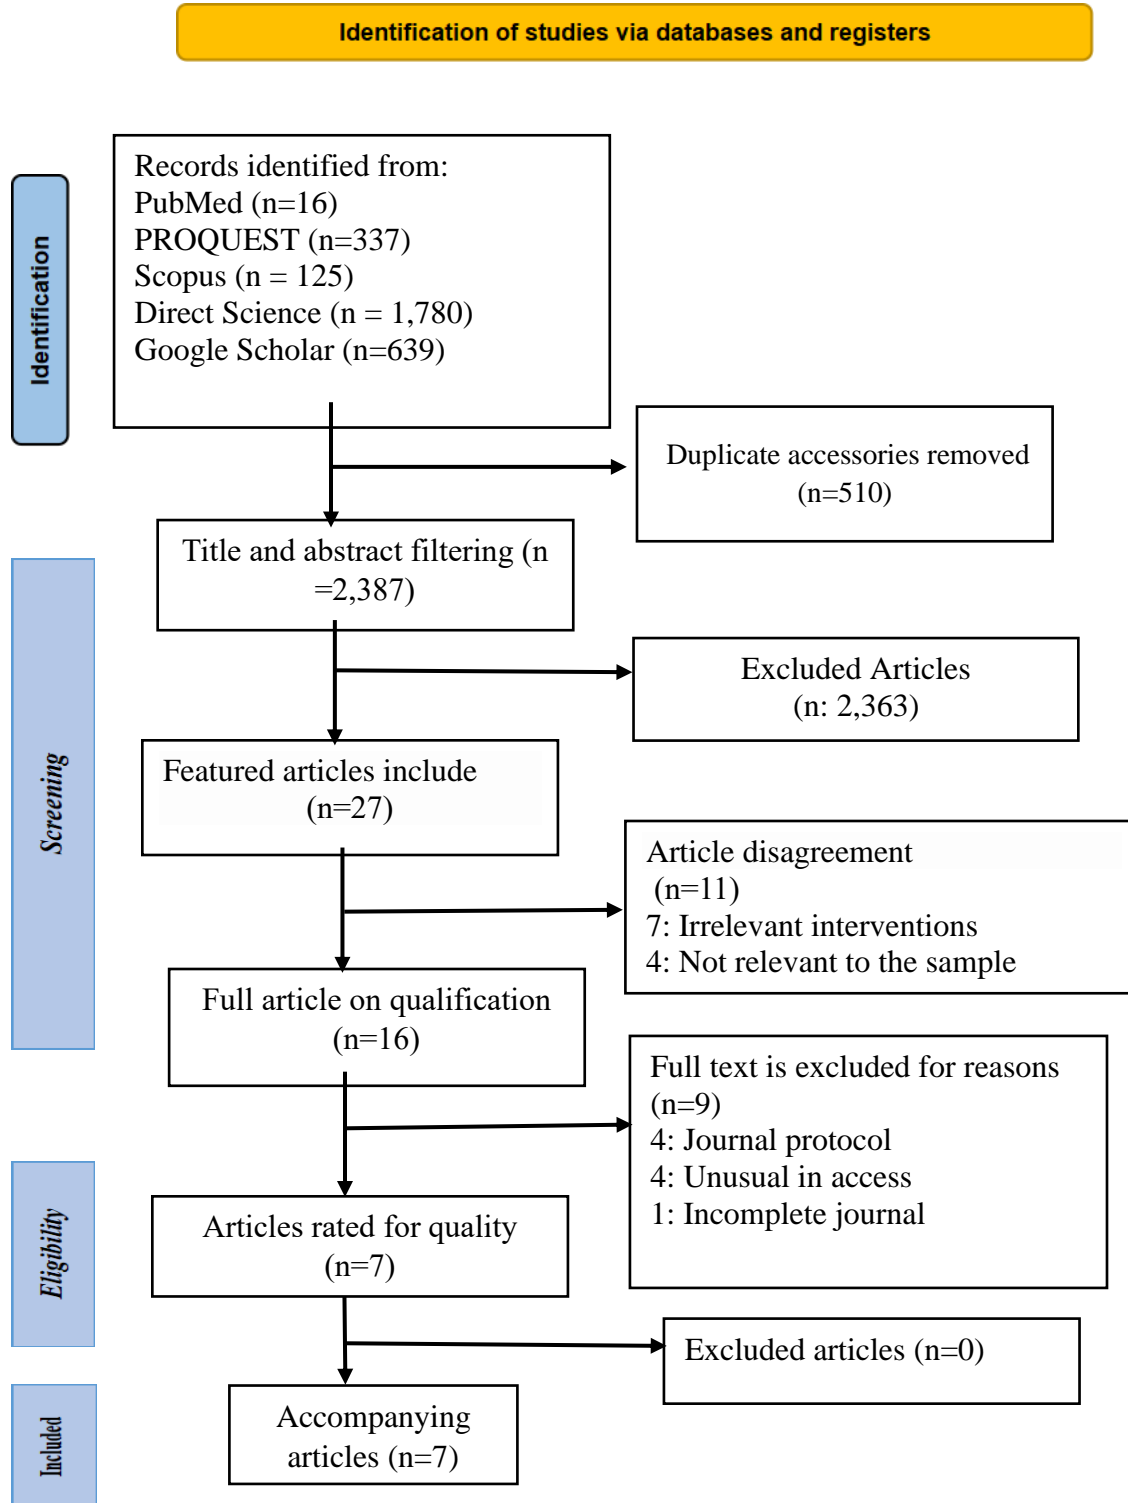 Identification of studies via databases and registers
Identification
Records identified from:
PubMed (n=16)
PROQUEST (n=337)
Scopus (n = 125)
Direct Science (n = 1,780)
Google Scholar (n=639)
Duplicate accessories removed
(n=510)
Screening
Title and abstract filtering (n
=2,387)
Excluded Articles
(n: 2,363)
Featured articles include
(n=27)
Article disagreement
(n=11)
7: Irrelevant interventions
4: Not relevant to the sample
Full article on qualification
(n=16)
Full text is excluded for reasons
(n=9)
4: Journal protocol
4: Unusual in access
1: Incomplete journal
Eligibility
Articles rated for quality
(n=7)
Excluded articles (n=0)
Included
Accompanying
articles (n=7)